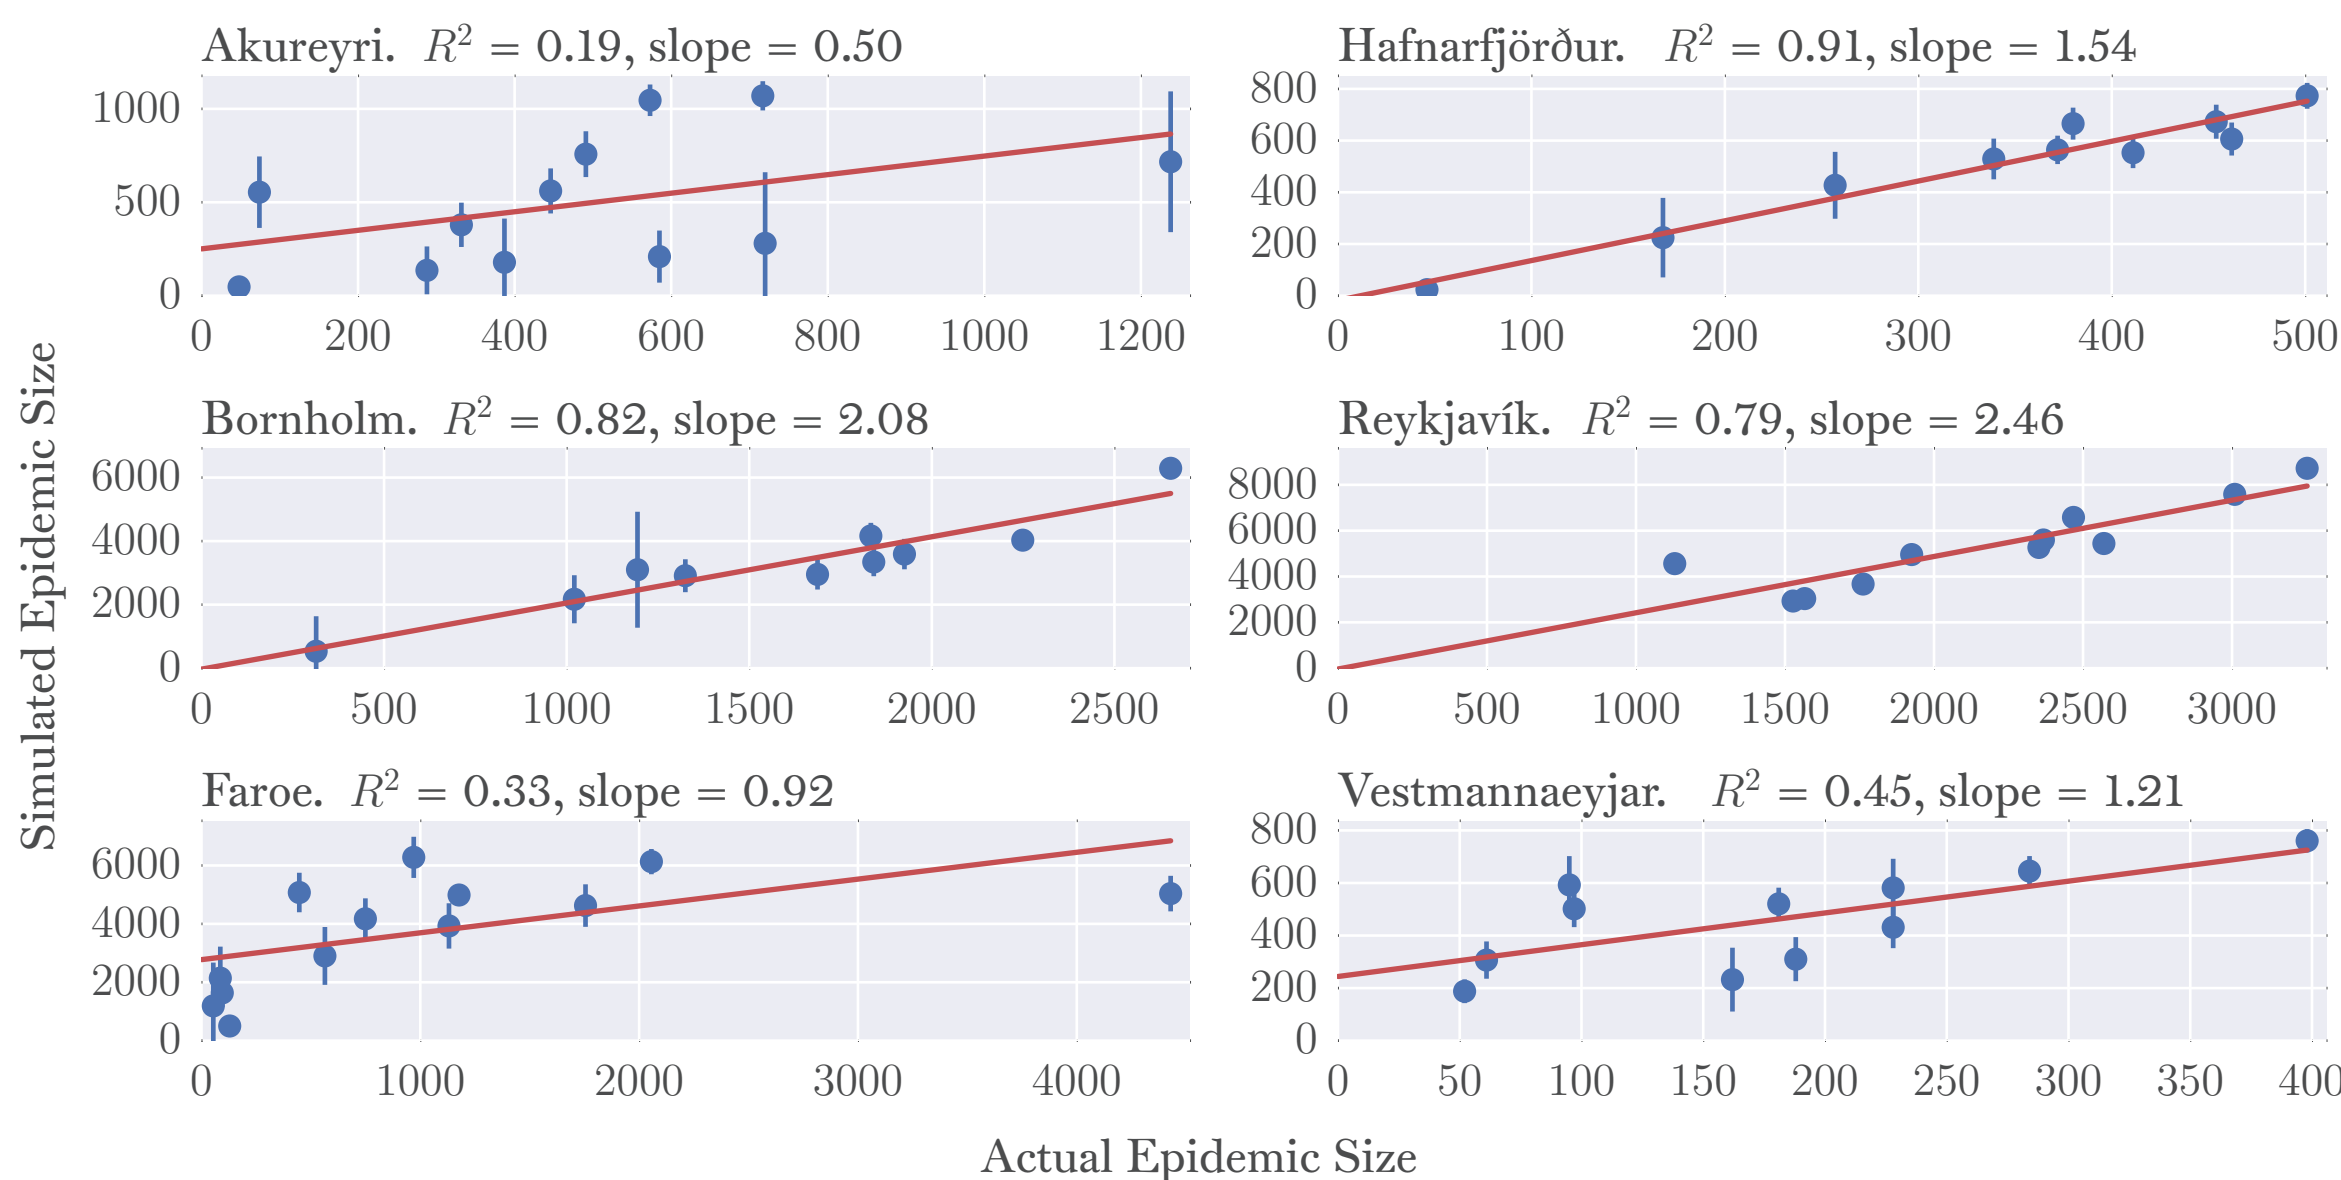 Akureyri. R² = 0.19, slope = 0.50
1000
500
0
0 200 400 600 800 1000 1200
Hafnarfjörður. R² = 0.91, slope = 1.54
800
600
400
200
0
0 100 200 300 400 500
Bornholm. R² = 0.82, slope = 2.08
6000
4000
2000
0
0 500 1000 1500 2000 2500
Reykjavík. R² = 0.79, slope = 2.46
8000
6000
4000
2000
0
0 500 1000 1500 2000 2500 3000
Faroe. R² = 0.33, slope = 0.92
6000
4000
2000
0
0 1000 2000 3000 4000
Vestmannaeyjar. R² = 0.45, slope = 1.21
800
600
400
200
0
0 50 100 150 200 250 300 350 400
Simulated Epidemic Size
Actual Epidemic Size